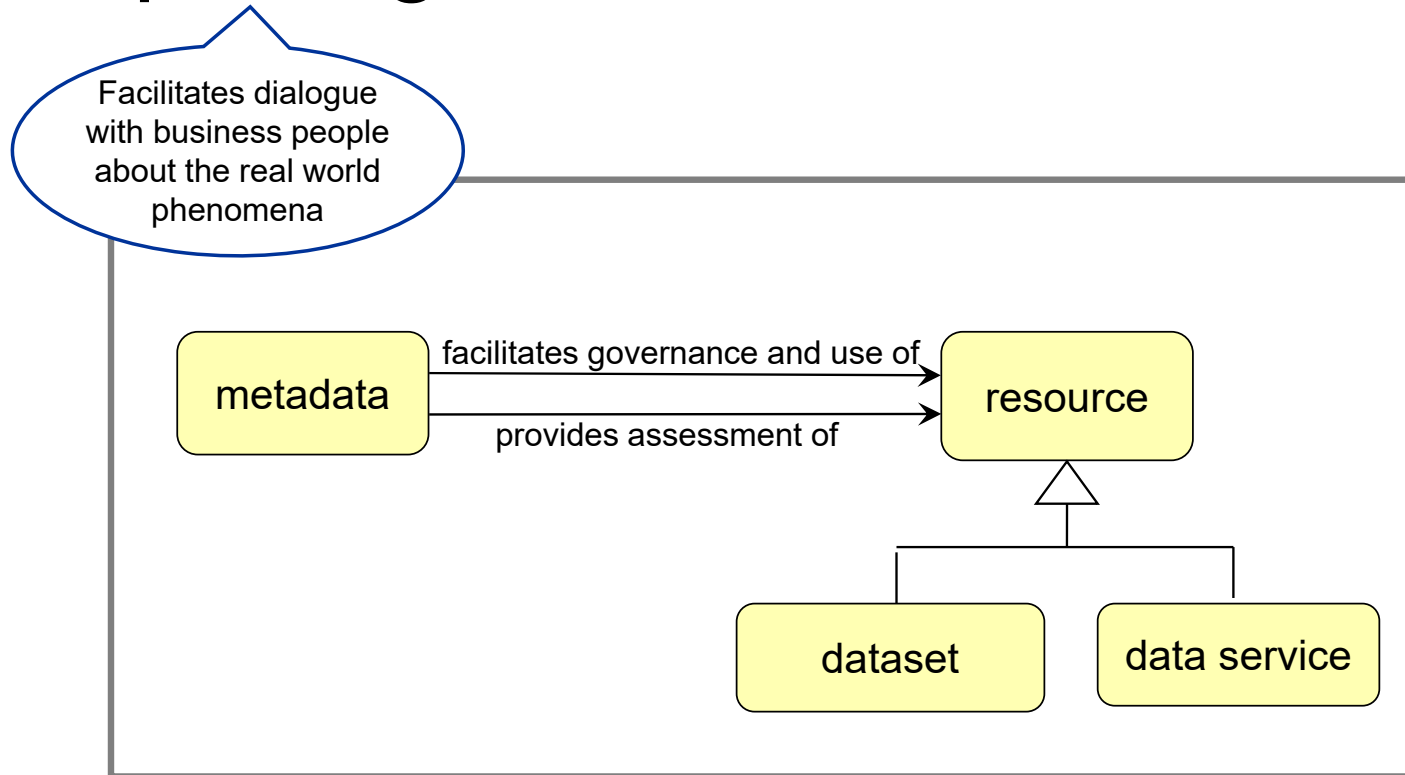 Facilitates dialogue
with business people
about the real world
phenomena
facilitates governance and use of
metadata
resource
provides assessment of
dataset
data service